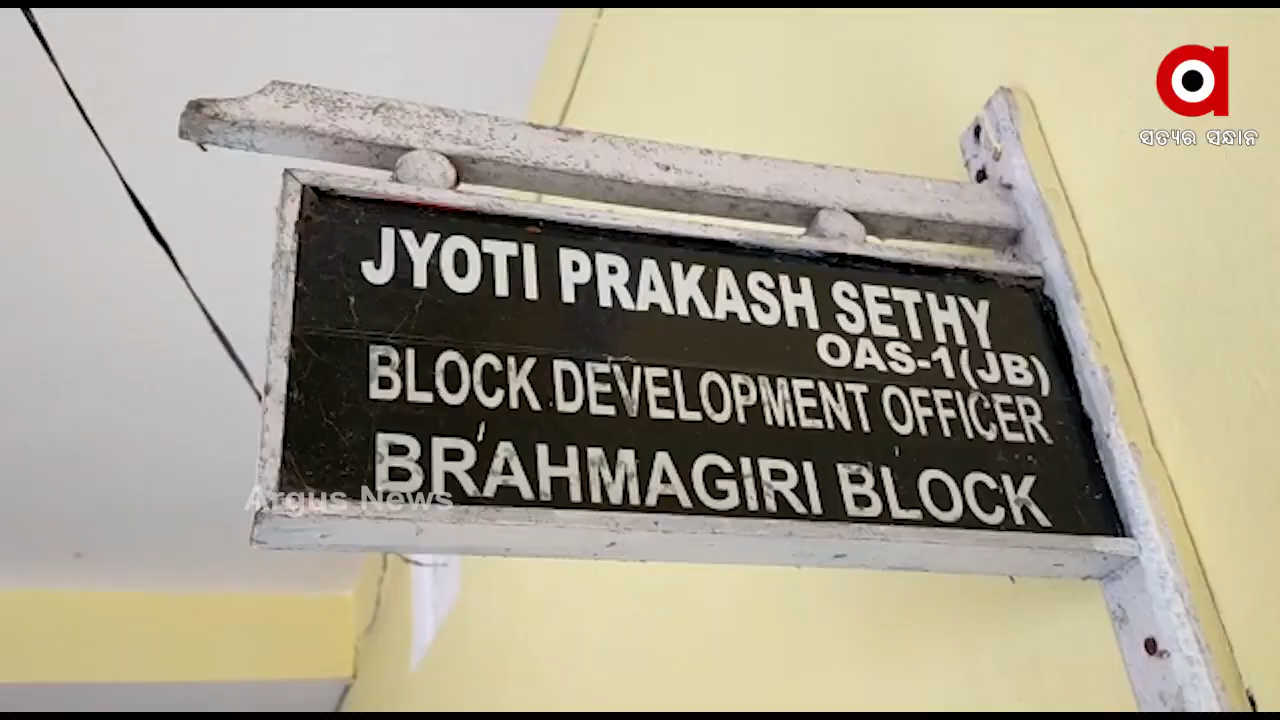 ସତ୍ୟର ସନ୍ଧାନ
JYOTI PRAKASH SETHY
OAS-1(JB)
BLOCK DEVELOPMENT OFFICER
BRAHMAGIRI BLOCK
Argus News